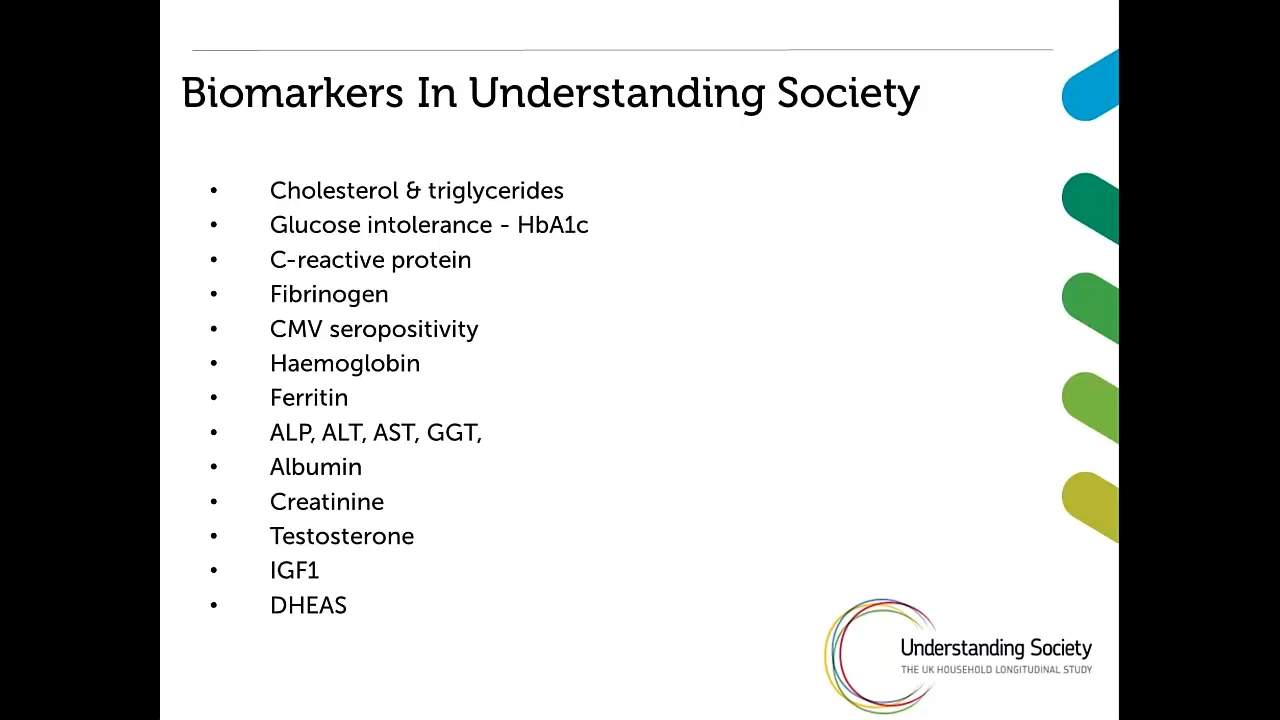 Biomarkers In Understanding Society
• Cholesterol & triglycerides
• Glucose intolerance - HbA1c
• C-reactive protein
• Fibrinogen
• CMV seropositivity
• Haemoglobin
• Ferritin
• ALP, ALT, AST, GGT,
• Albumin
• Creatinine
• Testosterone
• IGF1
• DHEAS
Understanding Society
THE UK HOUSEHOLD LONGITUDINAL STUDY